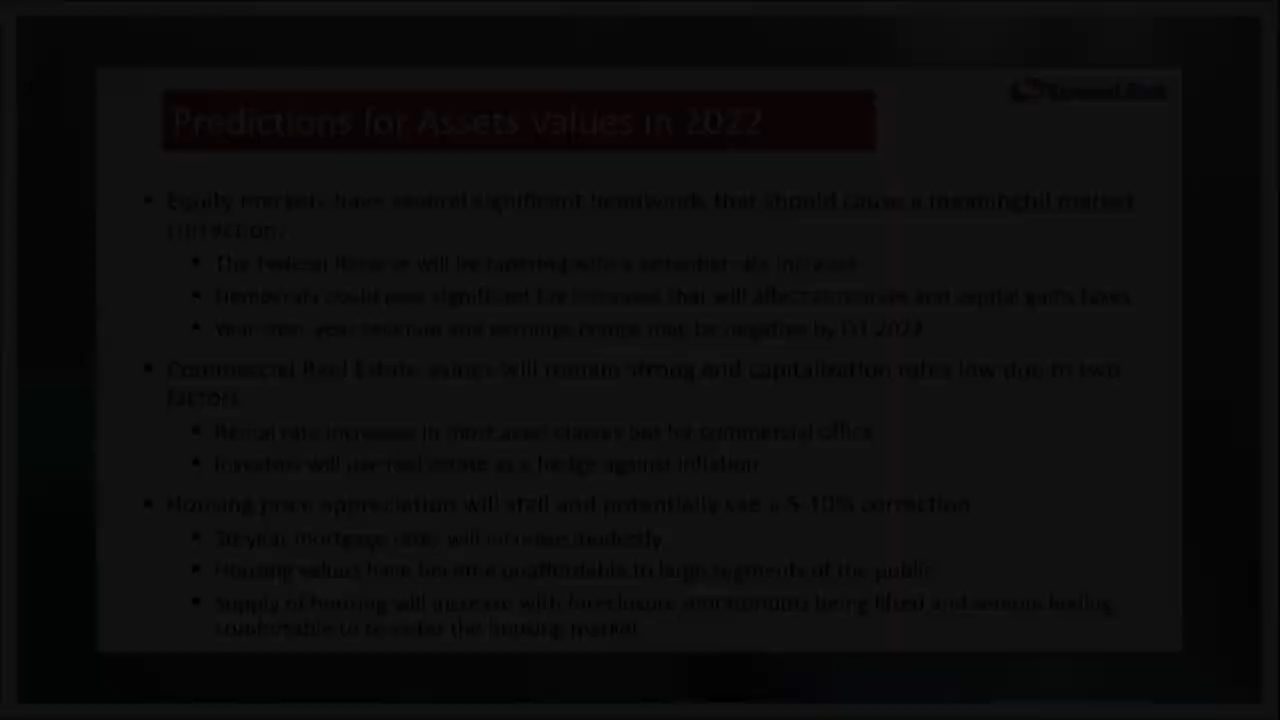 Predictions for Assets Values in 2022
Summit Bank
• Equity markets have several significant headwinds that should cause a meaningful market
correction.
• The Federal Reserve will be tapering with a potential rate increase
• Democrats could pass significant tax increases that will affect corporate and capital gains taxes
• Year-over-year revenue and earnings comps may be negative by Q1 2022
• Commercial Real Estate values will remain strong and capitalization rates low due to two
factors
• Rental rate increases in most asset classes but for commercial office
• Investors will use real estate as a hedge against inflation
• Housing price appreciation will stall and potentially see a 5-10% correction
• 30-year mortgage rates will increase modestly
• Housing values have become unaffordable to large segments of the public
• Supply of housing will increase with foreclosure moratoriums being lifted and seniors feeling
comfortable to re-enter the housing market